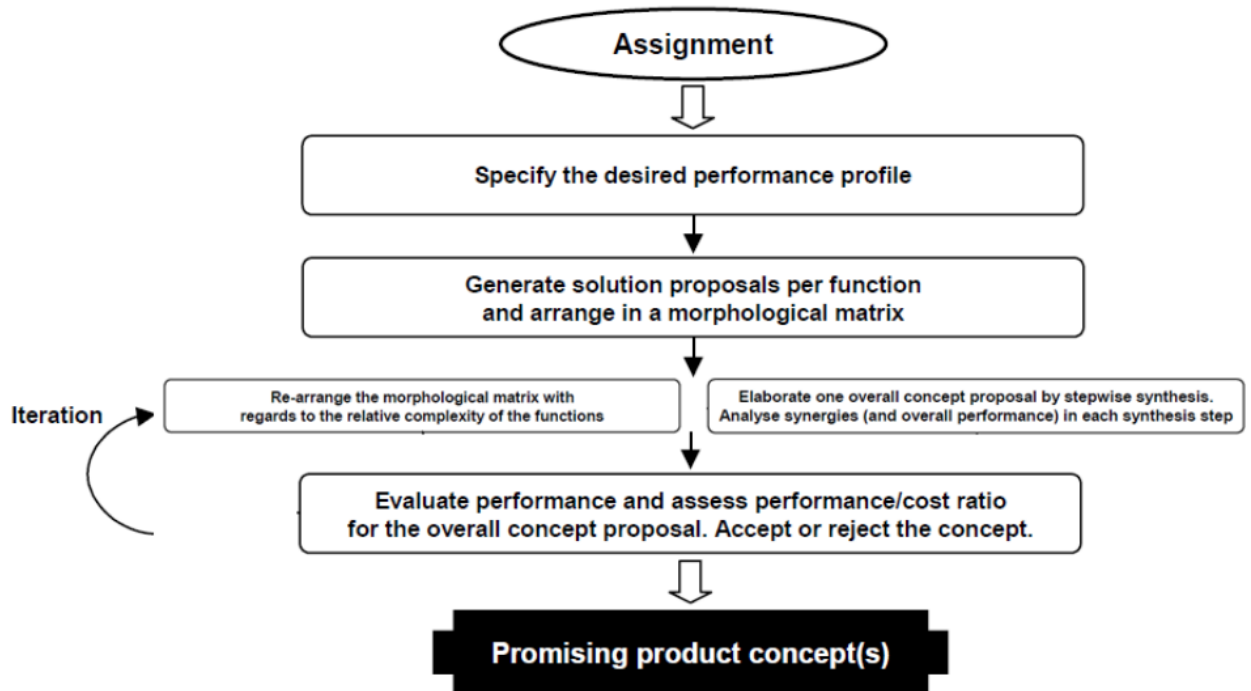 Assignment
Specify the desired performance profile
Generate solution proposals per function
and arrange in a morphological matrix
Iteration
Re-arrange the morphological matrix with
regards to the relative complexity of the functions
Elaborate one overall concept proposal by stepwise synthesis.
Analyse synergies (and overall performance) in each synthesis step
Evaluate performance and assess performance/cost ratio
for the overall concept proposal. Accept or reject the concept.
Promising product concept(s)